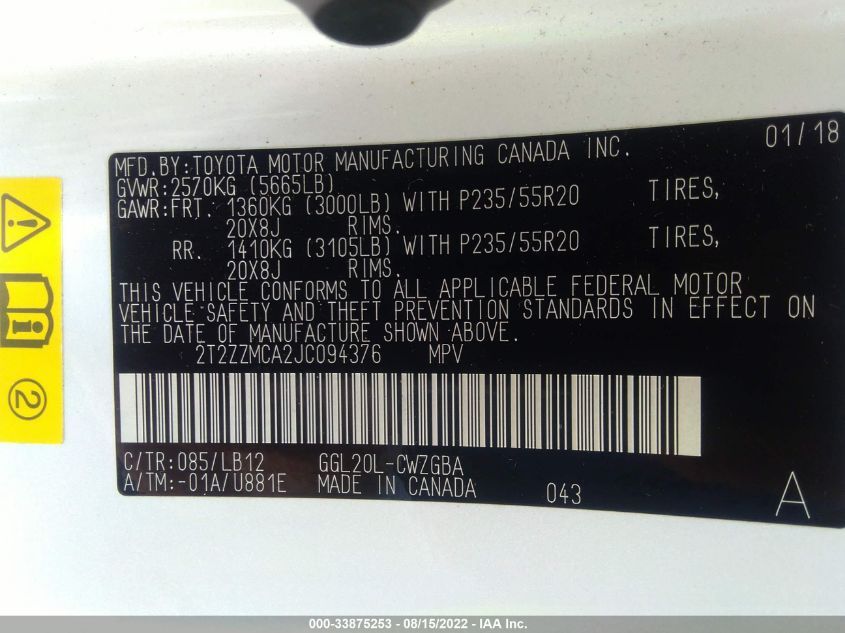 01/18
MFD.BY:TOYOTA MOTOR MANUFACTURING CANADA INC.
GVWR:2570KG (5665LB)
GAWR:FRT. 1360KG (3000LB) WITH P235/55R20 TIRES,
20X8J RIMS.
RR. 1410KG (3105LB) WITH P235/55R20 TIRES,
20X8J RIMS.
THIS VEHICLE CONFORMS TO ALL APPLICABLE FEDERAL MOTOR
VEHICLE SAFETY AND THEFT PREVENTION STANDARDS IN EFFECT ON
THE DATE OF MANUFACTURE SHOWN ABOVE.
2T2ZZMCA2JC094376 MPV
C/TR:085/LB12 GGL20L-CWZGBA
A/TM:-01A/U881E MADE IN CANADA 043 A
2
000-33875253 - 08/15/2022 - IAA Inc.